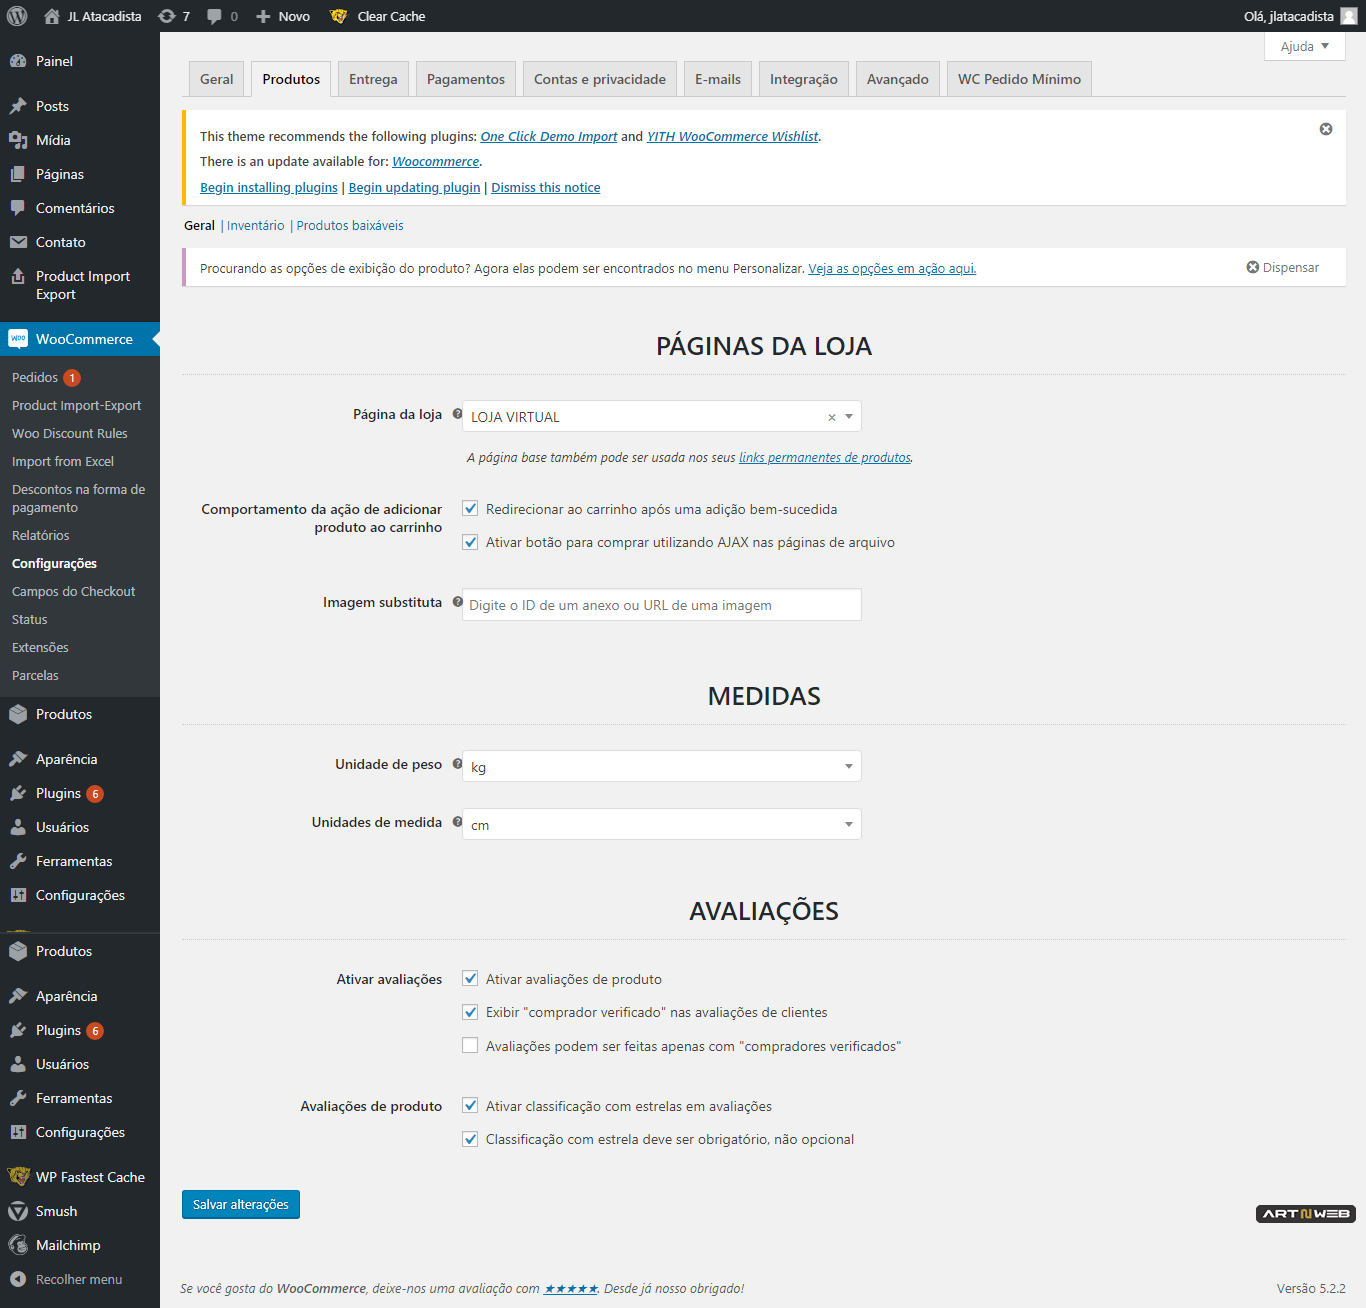 JL Atacadista
7
0
Novo
Clear Cache
Olá, jlatacadista
Ajuda
Painel
Posts
Mídia
Páginas
Comentários
Contato
Product Import
Export
WooCommerce
Pedidos 1
Product Import-Export
Woo Discount Rules
Import from Excel
Descontos na forma de
pagamento
Relatórios
Configurações
Campos do Checkout
Status
Extensões
Parcelas
Produtos
Aparência
Plugins 6
Usuários
Ferramentas
Configurações
Produtos
Aparência
Plugins 6
Usuários
Ferramentas
Configurações
WP Fastest Cache
Smush
Mailchimp
Recolher menu
Geral
Produtos
Entrega
Pagamentos
Contas e privacidade
E-mails
Integração
Avançado
WC Pedido Mínimo
This theme recommends the following plugins: One Click Demo Import and YITH WooCommerce Wishlist.
There is an update available for: Woocommerce.
Begin installing plugins | Begin updating plugin | Dismiss this notice
Geral | Inventário | Produtos baixáveis
Procurando as opções de exibição do produto? Agora elas podem ser encontrados no menu Personalizar. Veja as opções em ação aqui.
Dispensar
PÁGINAS DA LOJA
Página da loja
LOJA VIRTUAL
×
A página base também pode ser usada nos seus links permanentes de produtos.
Comportamento da ação de adicionar
produto ao carrinho
Redirecionar ao carrinho após uma adição bem-sucedida
Ativar botão para comprar utilizando AJAX nas páginas de arquivo
Imagem substituta
Digite o ID de um anexo ou URL de uma imagem
MEDIDAS
Unidade de peso
kg
Unidades de medida
cm
AVALIAÇÕES
Ativar avaliações
Ativar avaliações de produto
Exibir "comprador verificado" nas avaliações de clientes
Avaliações podem ser feitas apenas com "compradores verificados"
Avaliações de produto
Ativar classificação com estrelas em avaliações
Classificação com estrela deve ser obrigatório, não opcional
Salvar alterações
ARTNWEB
Se você gosta do WooCommerce, deixe-nos uma avaliação com ★★★★★. Desde já nosso obrigado!
Versão 5.2.2